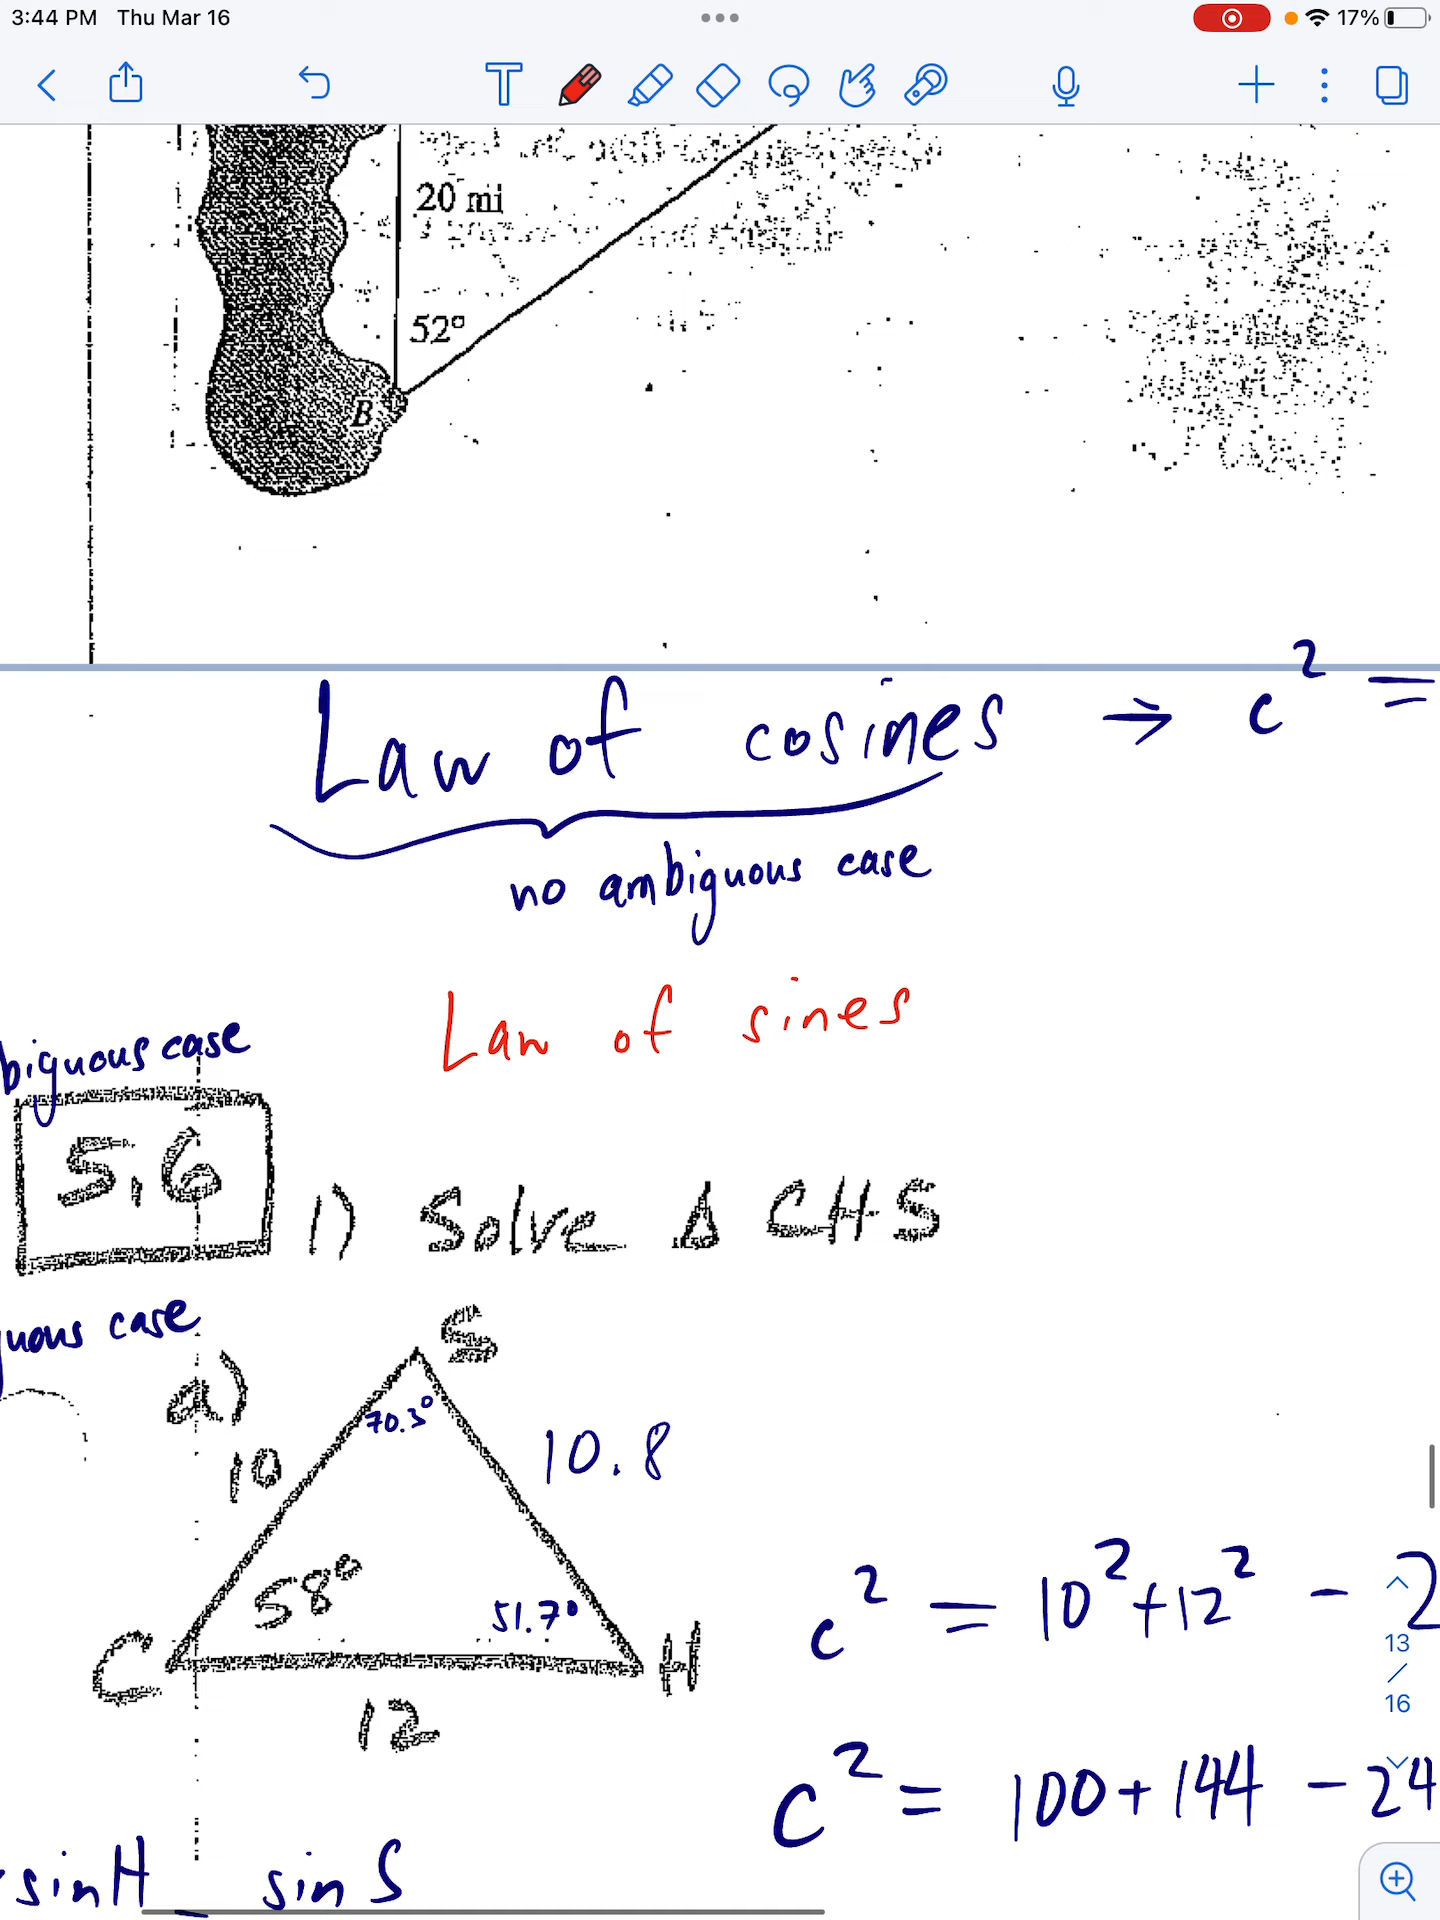 3:44 PM Thu Mar 16
17%
20 mi
52°
B
Law of cosines → c² =
no ambiguous case
Law of sines
biguous case
5.6
1) Solve Δ CHS
uous case
a)
S
70.3°
10
10.8
58°
51.7°
C
H
12
c² = 10² + 12² - 2
13
/
16
c² = 100 + 144 - 24
sin H sin S